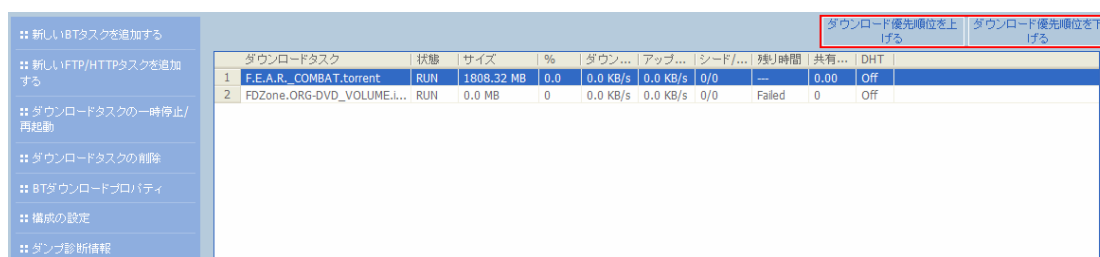 ダウンロード優先順位を上げる
ダウンロード優先順位を下げる
新しいBTタスクを追加する
新しいFTP/HTTPタスクを追加する
ダウンロードタスクの一時停止/再起動
ダウンロードタスクの削除
BTダウンロードプロパティ
構成の設定
ダンプ診断情報
ダウンロードタスク 状態 サイズ % ダウン... アップ... シード/... 残り時間 共有... DHT
1 F.E.A.R._COMBAT.torrent RUN 1808.32 MB 0.0 0.0 KB/s 0.0 KB/s 0/0 --- 0.00 Off
2 FDZone.ORG-DVD_VOLUME.i... RUN 0.0 MB 0 0.0 KB/s 0.0 KB/s 0/0 Failed 0 Off